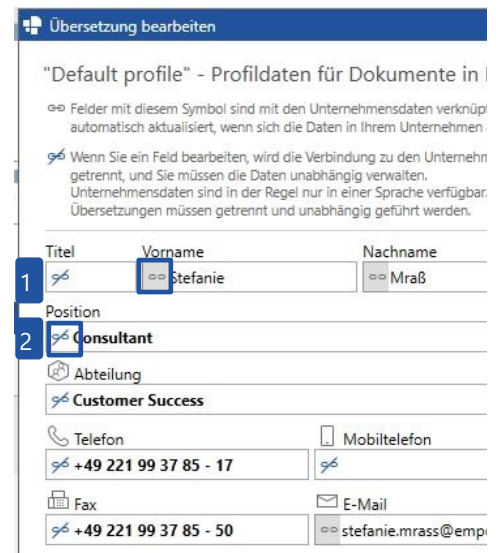 Übersetzung bearbeiten
"Default profile" - Profildaten für Dokumente in
Felder mit diesem Symbol sind mit den Unternehmensdaten verknüpf
automatisch aktualisiert, wenn sich die Daten in Ihrem Unternehmen
Wenn Sie ein Feld bearbeiten, wird die Verbindung zu den Unternehm
getrennt, und Sie müssen die Daten unabhängig verwalten.
Unternehmensdaten sind in der Regel nur in einer Sprache verfügbar.
Übersetzungen müssen getrennt und unabhängig geführt werden.
Titel Vorname Nachname
1 Stefanie Mraß
Position
2 Consultant
Abteilung
Customer Success
Telefon Mobiltelefon
+49 221 99 37 85 - 17
Fax E-Mail
+49 221 99 37 85 - 50 stefanie.mrass@emp